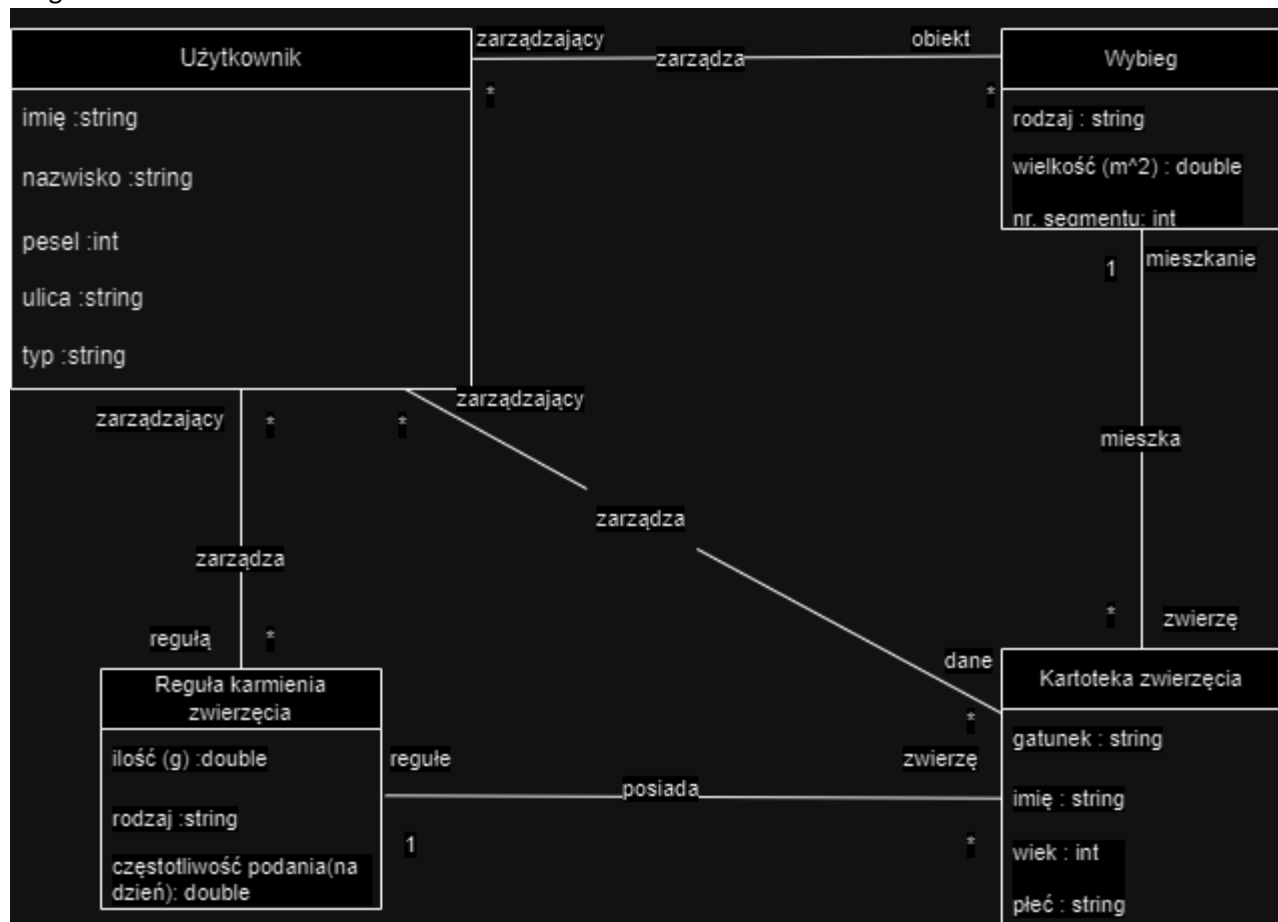 Użytkownik
imię :string
nazwisko :string
pesel :int
ulica :string
typ :string
zarządzający
zarządza
obiekt
*
*
Wybieg
rodzaj : string
wielkość (m^2) : double
nr. segmentu: int
1
mieszkanie
mieszka
*
zwierzę
zarządzający
*
zarządza
regułą
*
*
zarządzający
zarządza
dane
*
Reguła karmienia
zwierzęcia
ilość (g) :double
rodzaj :string
częstotliwość podania(na
dzień): double
regułe
1
posiada
zwierzę
*
Kartoteka zwierzęcia
gatunek : string
imię : string
wiek : int
płeć : string